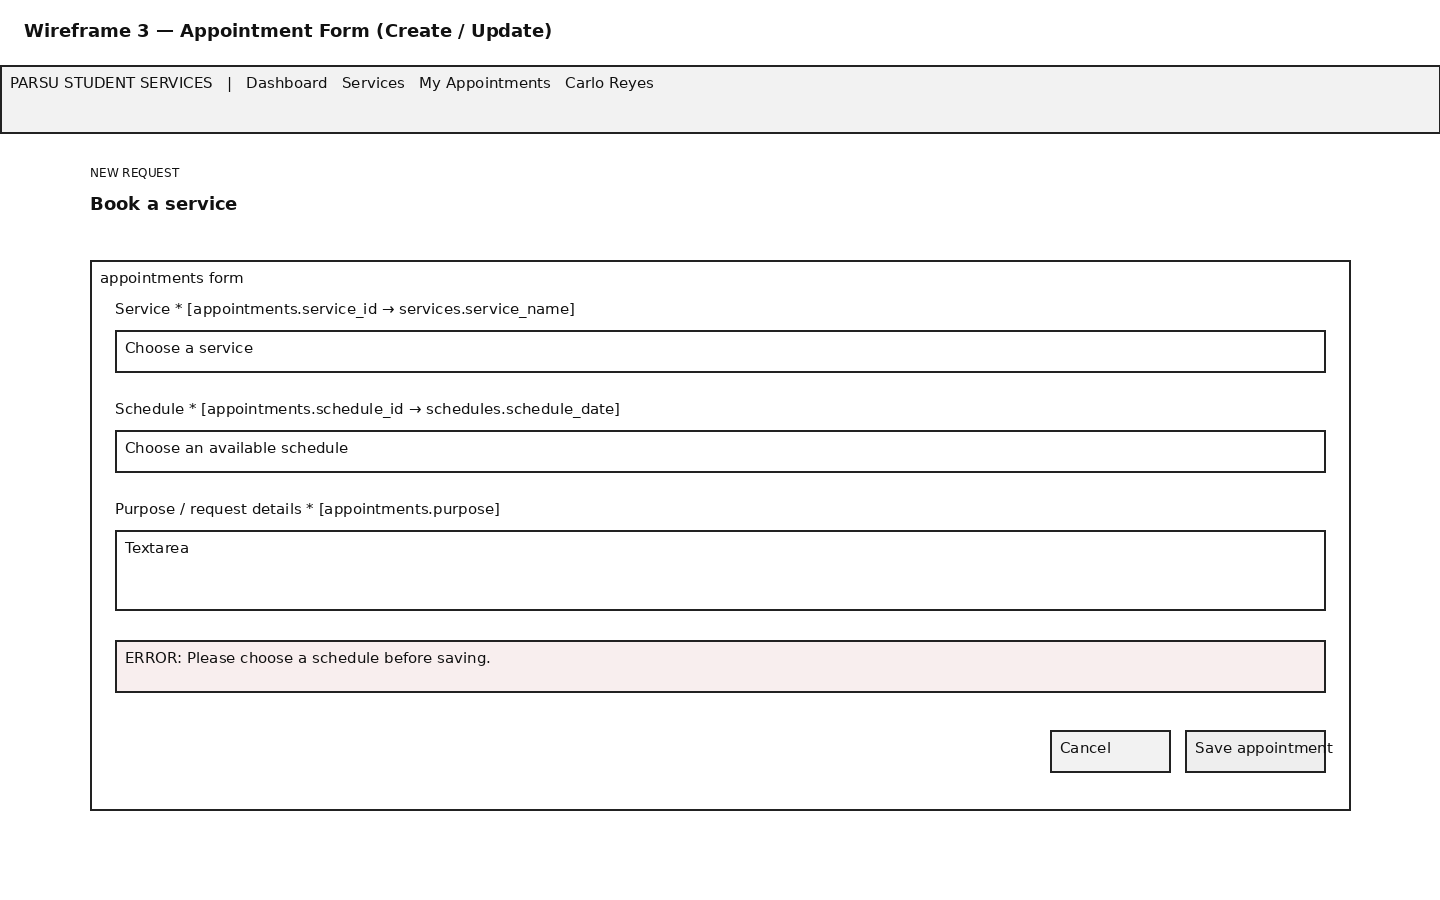 Wireframe 3 — Appointment Form (Create / Update)
PARSU STUDENT SERVICES | Dashboard Services My Appointments Carlo Reyes
NEW REQUEST
Book a service
appointments form
Service * [appointments.service_id → services.service_name]
Choose a service
Schedule * [appointments.schedule_id → schedules.schedule_date]
Choose an available schedule
Purpose / request details * [appointments.purpose]
Textarea
ERROR: Please choose a schedule before saving.
Cancel
Save appointment